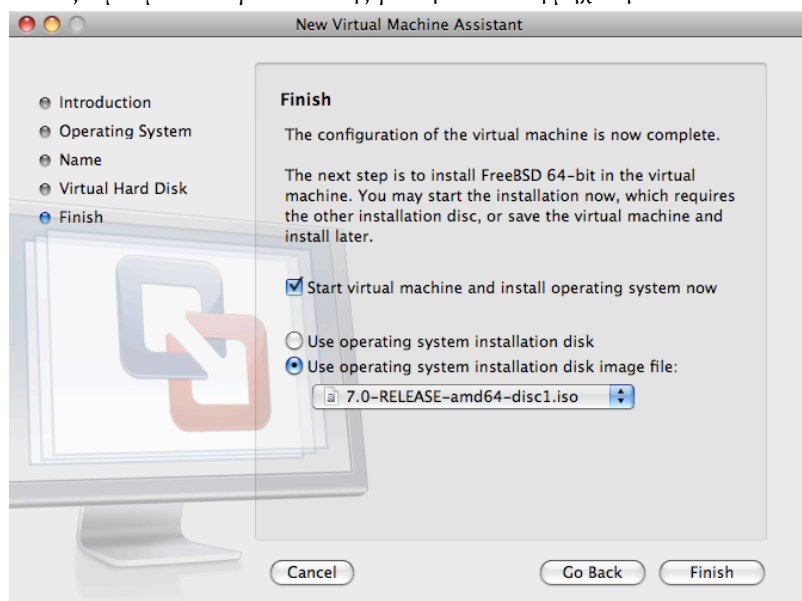 New Virtual Machine Assistant
Introduction
Operating System
Name
Virtual Hard Disk
Finish
Finish
The configuration of the virtual machine is now complete.
The next step is to install FreeBSD 64-bit in the virtual
machine. You may start the installation now, which requires
the other installation disc, or save the virtual machine and
install later.
Start virtual machine and install operating system now
Use operating system installation disk
Use operating system installation disk image file:
7.0-RELEASE-amd64-disc1.iso
Cancel
Go Back
Finish